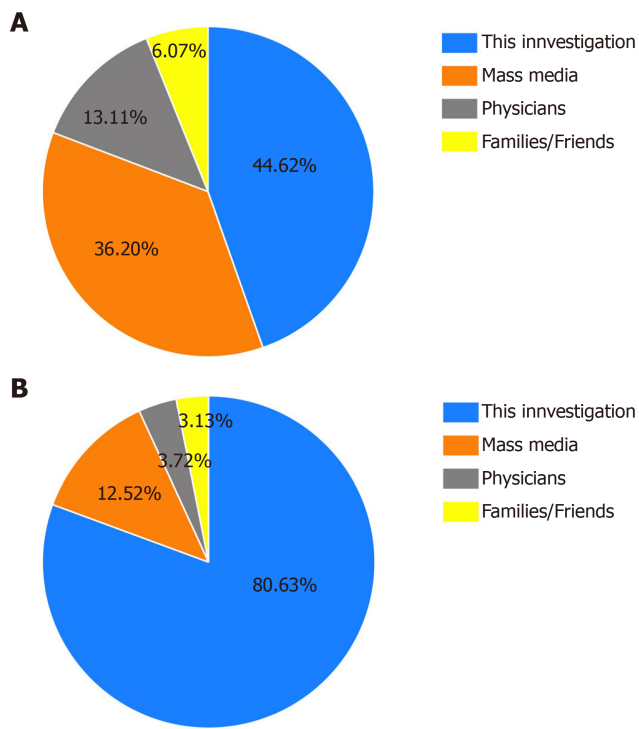 A
6.07%
13.11%
44.62%
36.20%
This innvestigation
Mass media
Physicians
Families/Friends
B
3.13%
3.72%
12.52%
80.63%
This innvestigation
Mass media
Physicians
Families/Friends